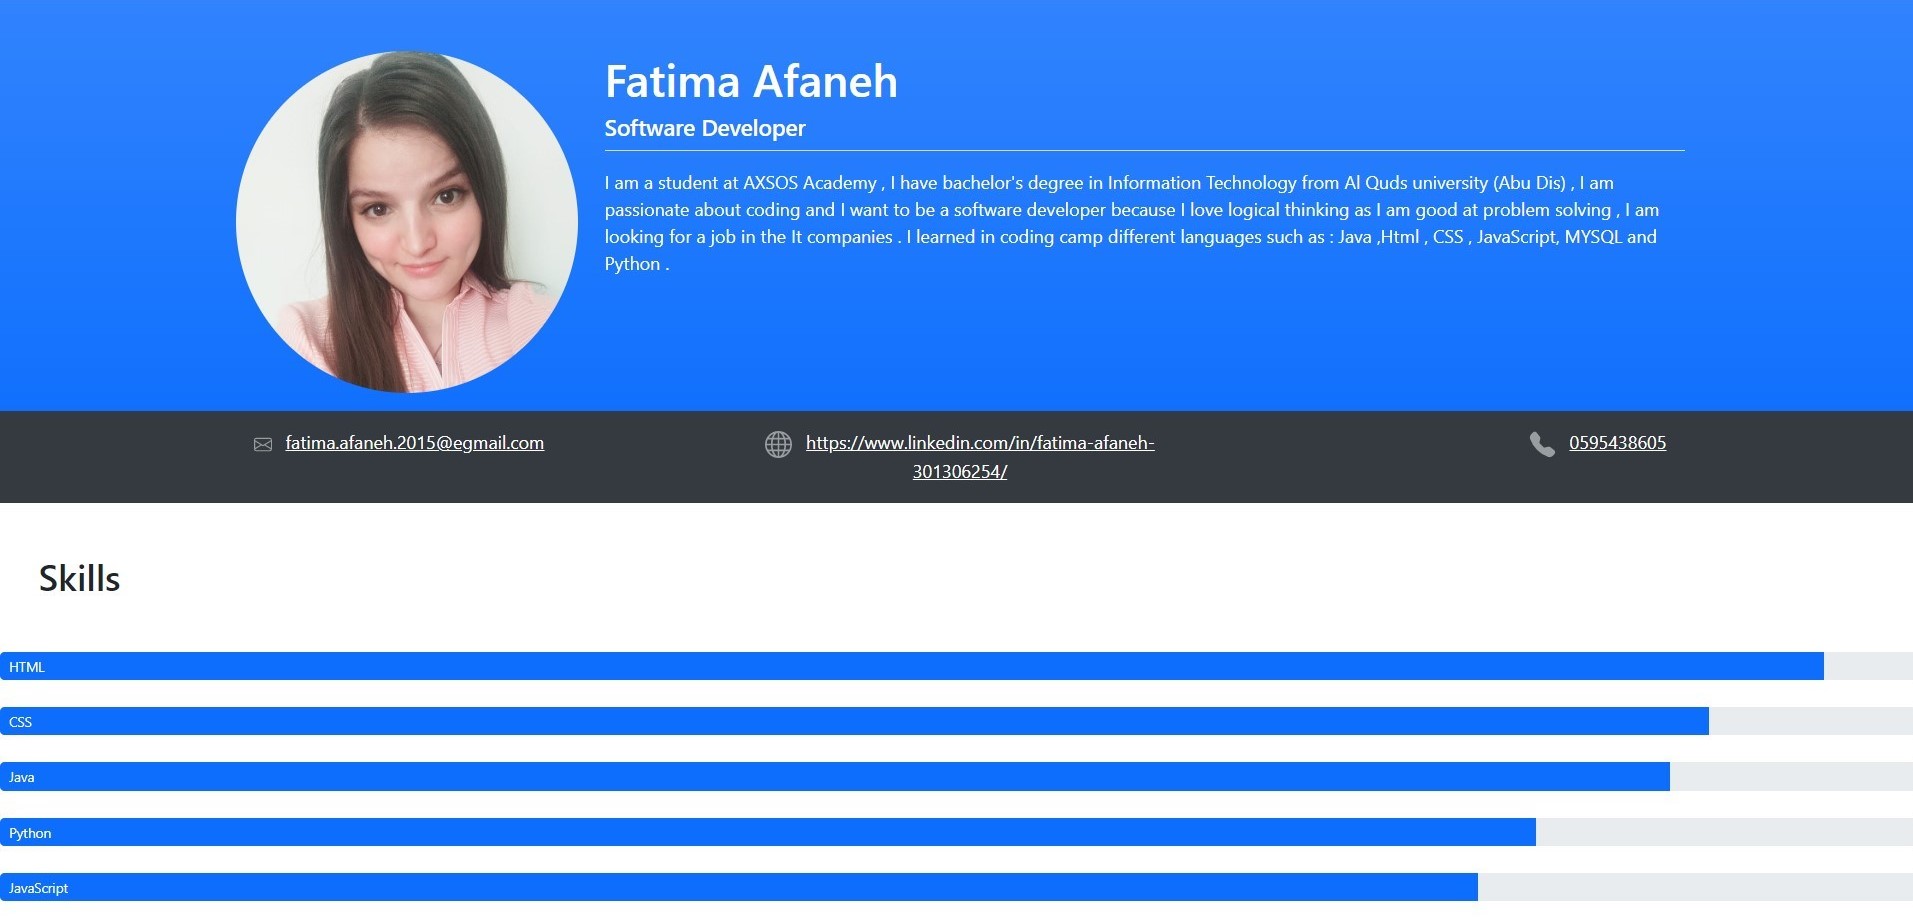 Fatima Afaneh
Software Developer
I am a student at AXSOS Academy , I have bachelor's degree in Information Technology from Al Quds university (Abu Dis) , I am
passionate about coding and I want to be a software developer because I love logical thinking as I am good at problem solving , I am
looking for a job in the It companies . I learned in coding camp different languages such as : Java ,Html , CSS , JavaScript, MYSQL and
Python .
fatima.afaneh.2015@egmail.com
https://www.linkedin.com/in/fatima-afaneh-
301306254/
0595438605
Skills
HTML
CSS
Java
Python
JavaScript